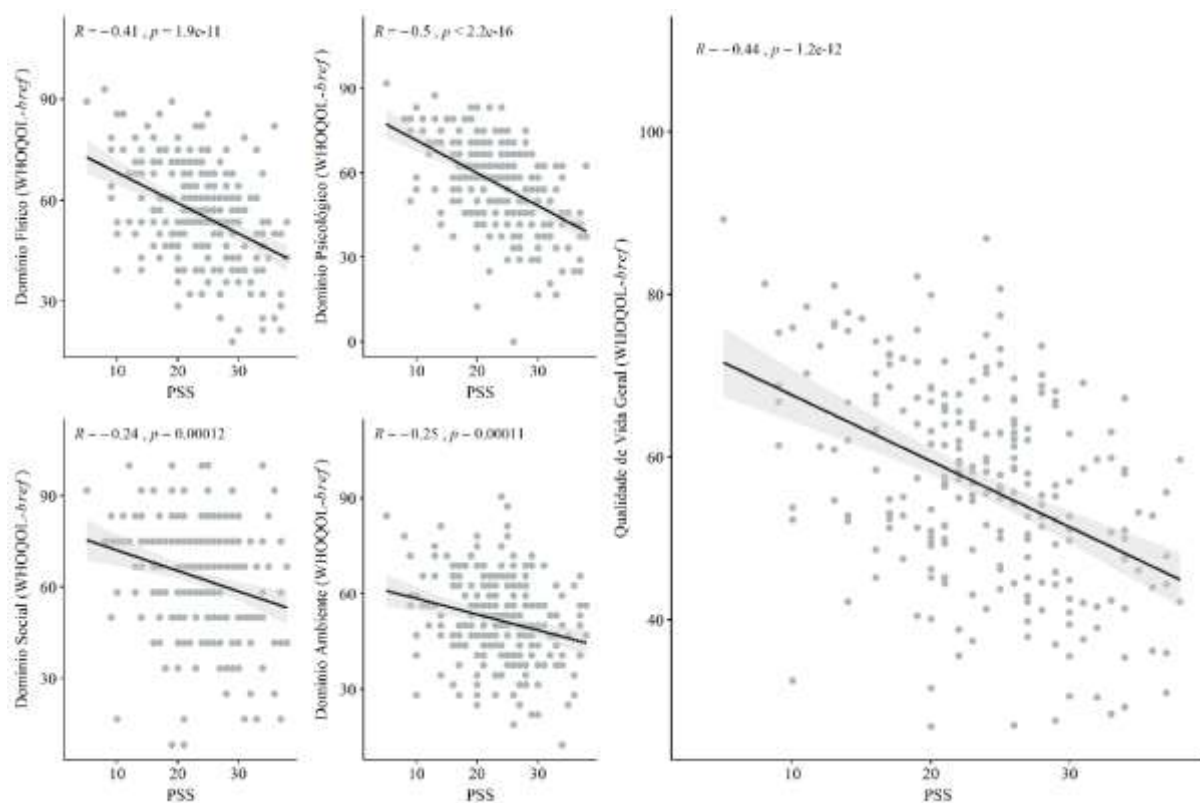 R = −0.41 , p = 1.9e-11
Domínio Físico (WHOQOL-bref)
90
60
30
10 20 30
PSS
R = −0.5 , p < 2.2e-16
Domínio Psicológico (WHOQOL-bref)
90
60
30
0
10 20 30
PSS
R = −0.24 , p = 0.00012
Domínio Social (WHOQOL-bref)
90
60
30
10 20 30
PSS
R = −0.25 , p = 0.00011
Domínio Ambiente (WHOQOL-bref)
90
60
30
10 20 30
PSS
R = −0.44 , p = 1.2e-12
Qualidade de Vida Geral (WHOQOL-bref)
100
80
60
40
10 20 30
PSS